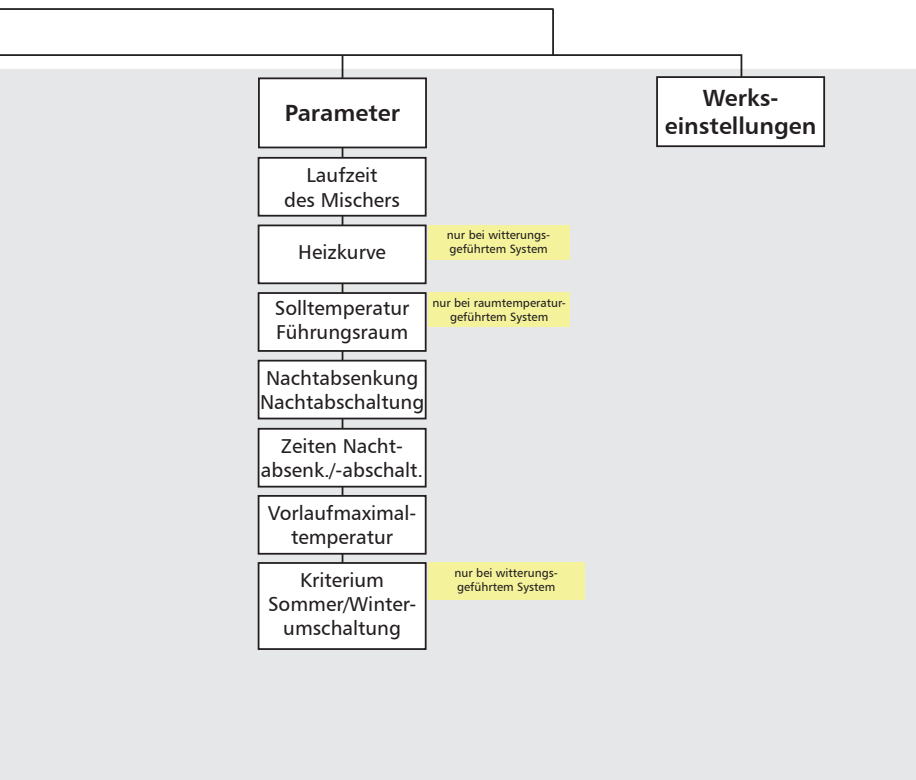 Parameter
Laufzeit
des Mischers
Heizkurve
nur bei witterungs-
geführtem System
Solltemperatur
Führungsraum
nur bei raumtemperatur-
geführtem System
Nachtabsenkung
Nachtabschaltung
Zeiten Nacht-
absenk./-abschalt.
Vorlaufmaximal-
temperatur
Kriterium
Sommer/Winter-
umschaltung
nur bei witterungs-
geführtem System
Werks-
einstellungen